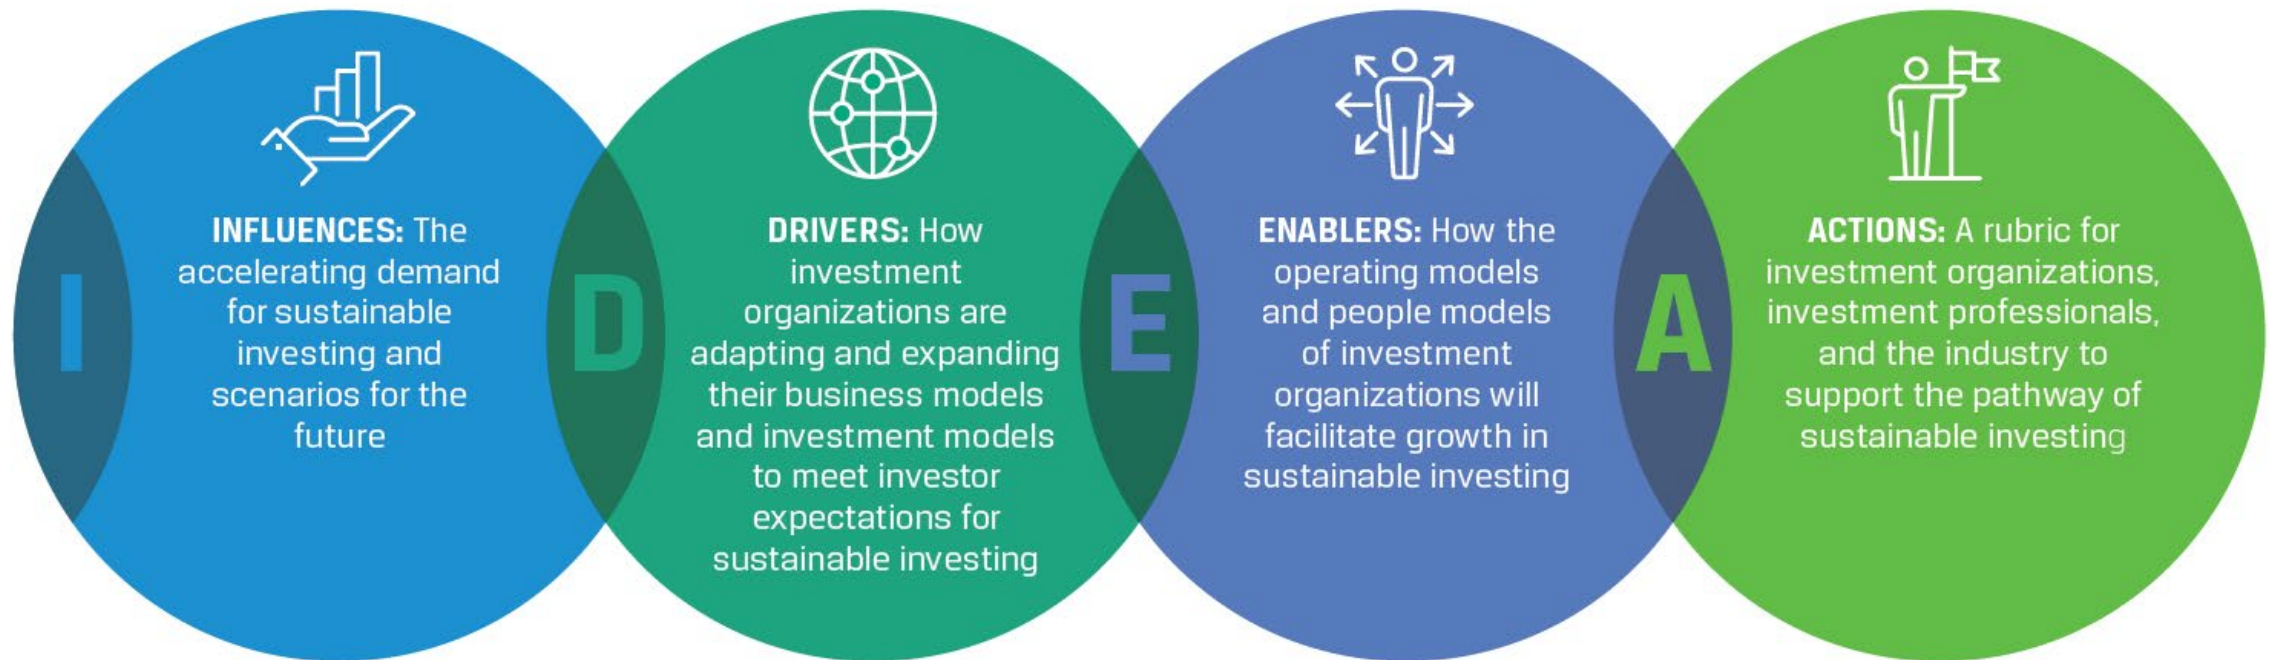 I
INFLUENCES: The
accelerating demand
for sustainable
investing and
scenarios for the
future
D
DRIVERS: How
investment
organizations are
adapting and expanding
their business models
and investment models
to meet investor
expectations for
sustainable investing
E
ENABLERS: How the
operating models
and people models
of investment
organizations will
facilitate growth in
sustainable investing
A
ACTIONS: A rubric for
investment organizations,
investment professionals,
and the industry to
support the pathway of
sustainable investing